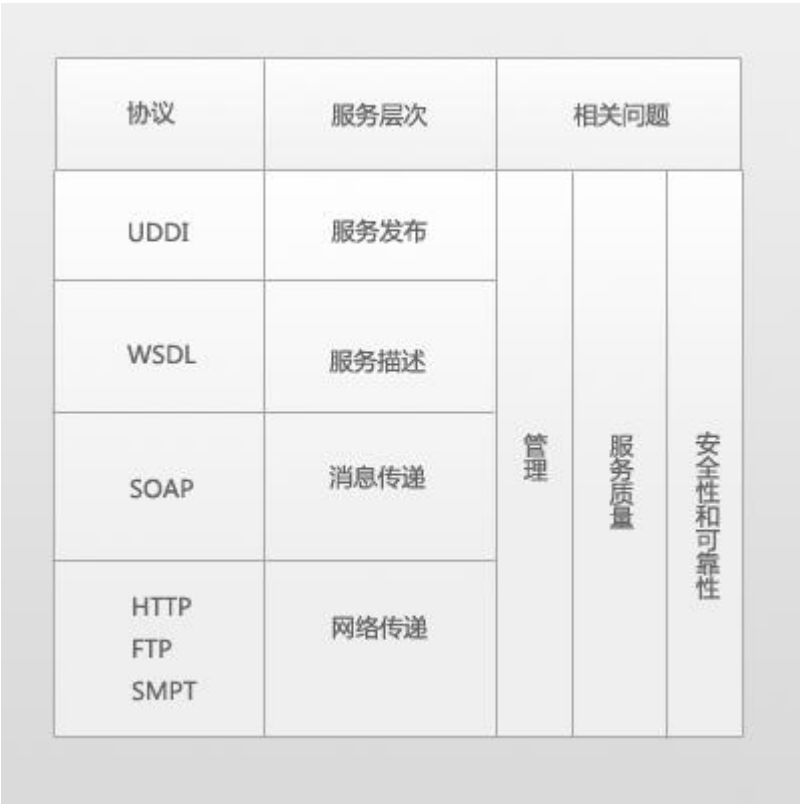 协议
服务层次
相关问题
UDDI
服务发布
WSDL
服务描述
SOAP
消息传递
HTTP
FTP
SMPT
网络传递
管理
服务质量
安全性和可靠性